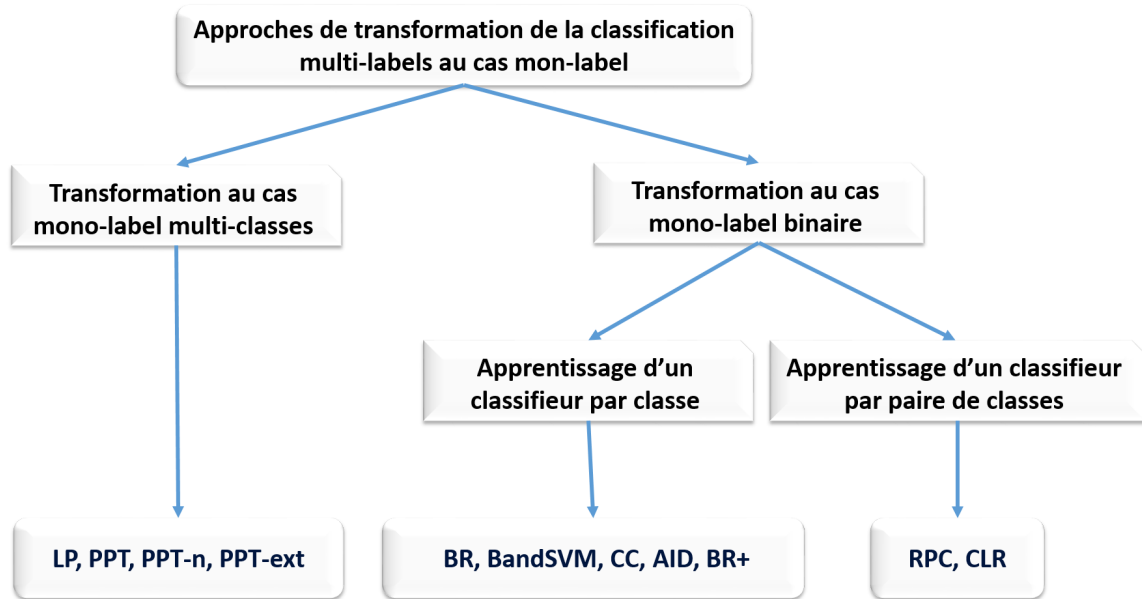 Approches de transformation de la classification
multi-labels au cas mon-label
Transformation au cas
mono-label multi-classes
Transformation au cas
mono-label binaire
Apprentissage d’un
classifieur par classe
Apprentissage d’un classifieur
par paire de classes
LP, PPT, PPT-n, PPT-ext
BR, BandSVM, CC, AID, BR+
RPC, CLR